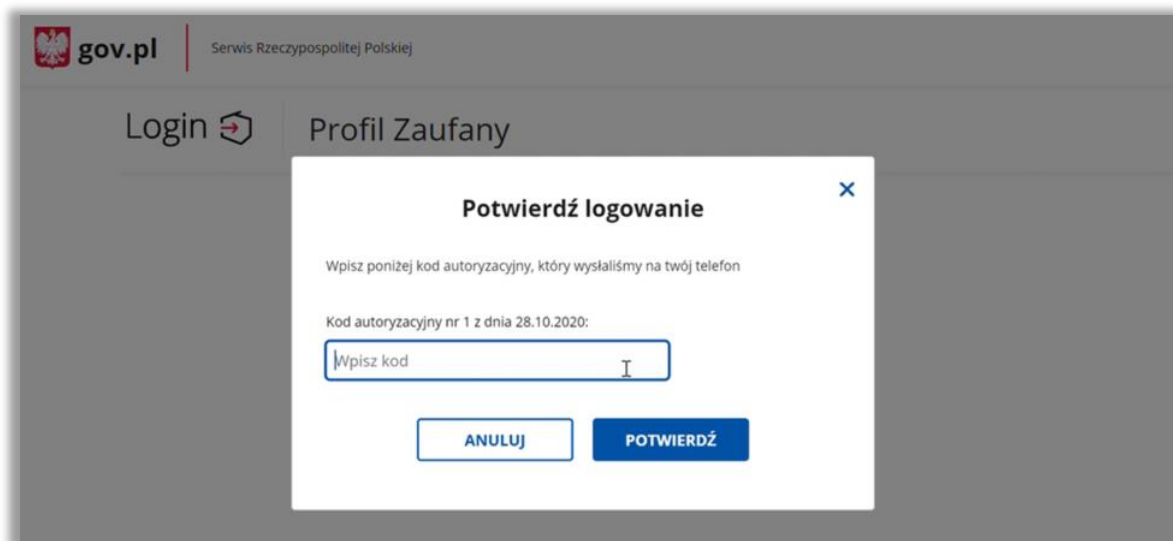 gov.pl
Serwis Rzeczypospolitej Polskiej
Login
Profil Zaufany
Potwierdź logowanie
Wpisz poniżej kod autoryzacyjny, który wysłaliśmy na twój telefon
Kod autoryzacyjny nr 1 z dnia 28.10.2020:
Wpisz kod
ANULUJ
POTWIERDŹ